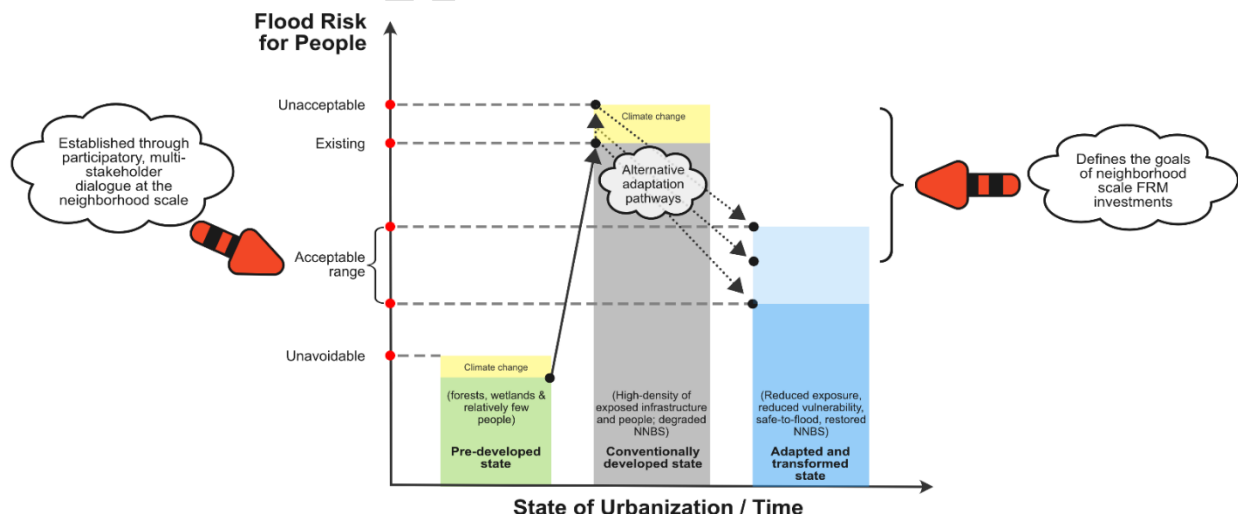 Flood Risk
for People
Unacceptable
Existing
Acceptable
range
Unavoidable
Established through
participatory, multi-
stakeholder
dialogue at the
neighborhood scale
Climate change
(forests, wetlands &
relatively few
people)
Pre-developed
state
Climate change
Alternative
adaptation
pathways
(High-density of
exposed infrastructure
and people; degraded
NNBS)
Conventionally
developed state
(Reduced exposure,
reduced vulnerability,
safe-to-flood, restored
NNBS)
Adapted and
transformed
state
Defines the goals
of neighborhood
scale FRM
investments
State of Urbanization / Time